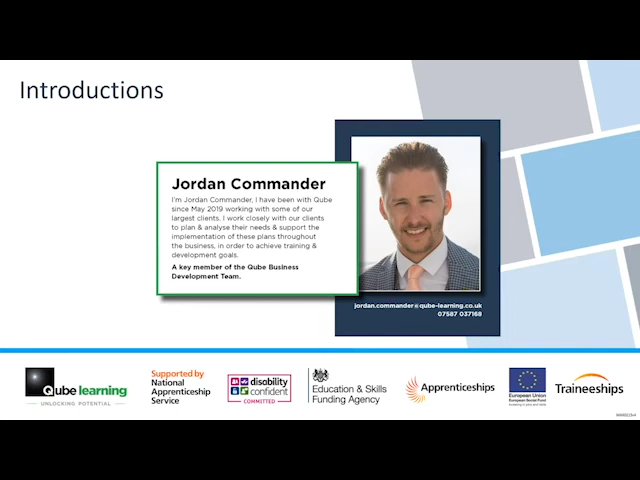 Introductions
Jordan Commander
I'm Jordan Commander, I have been with Qube
since May 2019 working with some of our
largest clients. I work closely with our clients
to plan & analyse their needs & support the
implementation of these plans throughout
the business, in order to achieve training &
development goals.
A key member of the Qube Business
Development Team.
jordan.commander@qube-learning.co.uk
07587 037168
Qube learning
UNLOCKING POTENTIAL
Supported by
National
Apprenticeship
Service
disability
confident
COMMITTED
Education & Skills
Funding Agency
Apprenticeships
European Union
European Social Fund
Traineeships